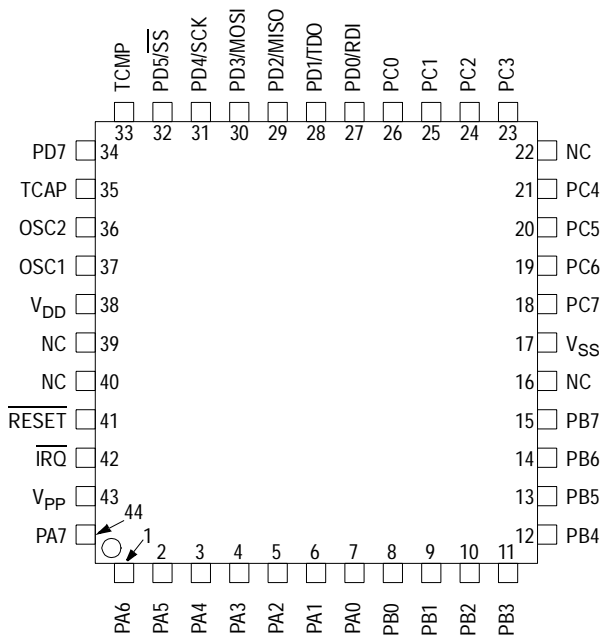 TCMP
PD5/SS
PD4/SCK
PD3/MOSI
PD2/MISO
PD1/TDO
PD0/RDI
PC0
PC1
PC2
PC3
33 32 31 30 29 28 27 26 25 24 23
PD7 34
22 NC
TCAP 35
21 PC4
OSC2 36
20 PC5
OSC1 37
19 PC6
VDD 38
18 PC7
NC 39
17 VSS
NC 40
16 NC
RESET 41
15 PB7
IRQ 42
14 PB6
VPP 43
13 PB5
PA7 44
12 PB4
1 2 3 4 5 6 7 8 9 10 11
PA6
PA5
PA4
PA3
PA2
PA1
PA0
PB0
PB1
PB2
PB3